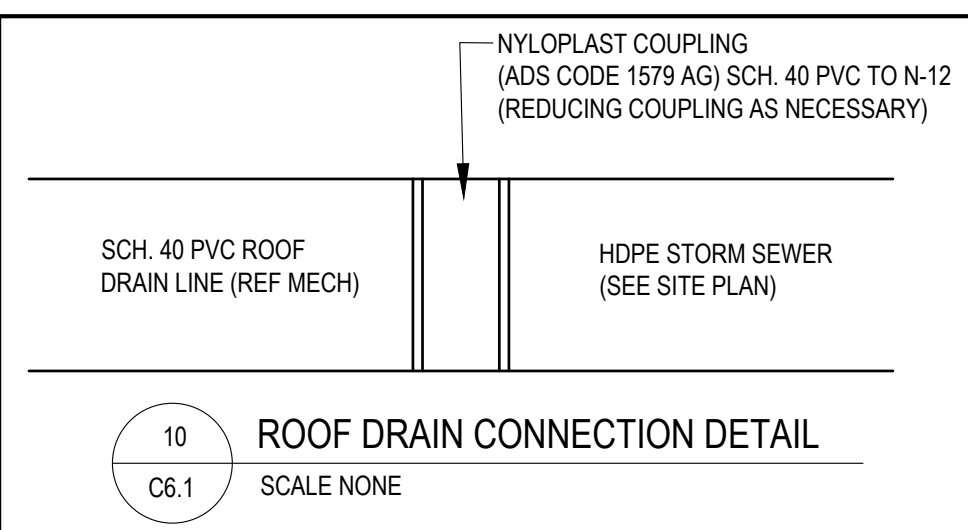 NYLOPLAST COUPLING
(ADS CODE 1579 AG) SCH. 40 PVC TO N-12
(REDUCING COUPLING AS NECESSARY)
SCH. 40 PVC ROOF
DRAIN LINE (REF MECH)
HDPE STORM SEWER
(SEE SITE PLAN)
10
C6.1
ROOF DRAIN CONNECTION DETAIL
SCALE NONE